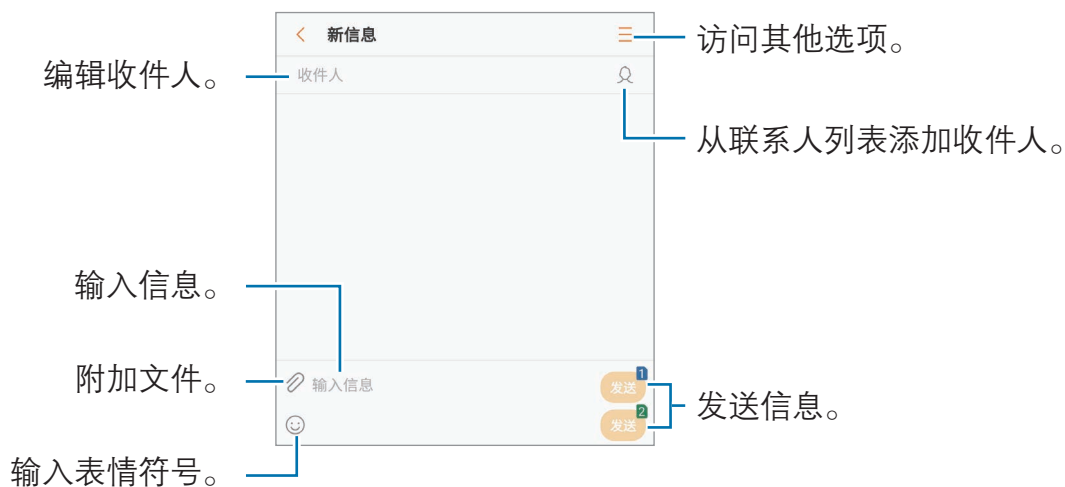 新信息
访问其他选项。
编辑收件人。
收件人
从联系人列表添加收件人。
输入信息。
附加文件。
输入信息
发送
1
发送信息。
发送
2
输入表情符号。